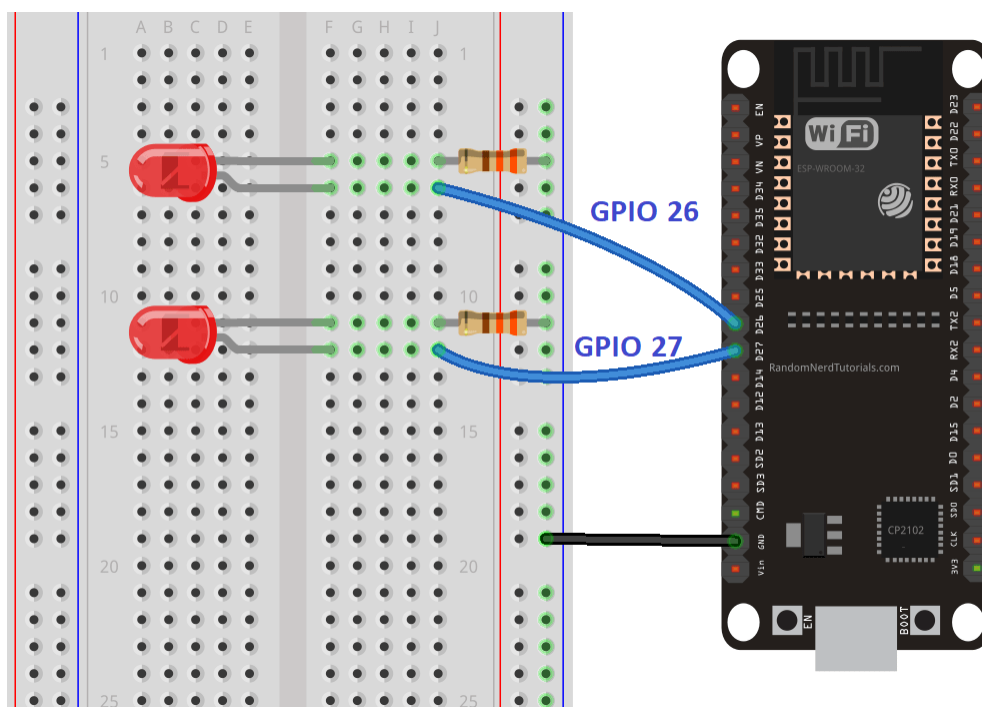 A B C D E F G H I J
1 1
5
10 10
15 15
20 20
25 25
GPIO 26
GPIO 27
WiFi
ESP-WROOM-32
RandomNerdTutorials.com
CP2102
EN
VP
VN
D34
D35
D32
D33
D25
D26
D27
D14
D12
D13
SD2
SD3
CMD
GND
Vin
D23
D22
TX0
RX0
D21
D19
D18
D5
TX2
RX2
D4
D2
D15
D0
SD1
SD0
CLK
3V3
EN
BOOT